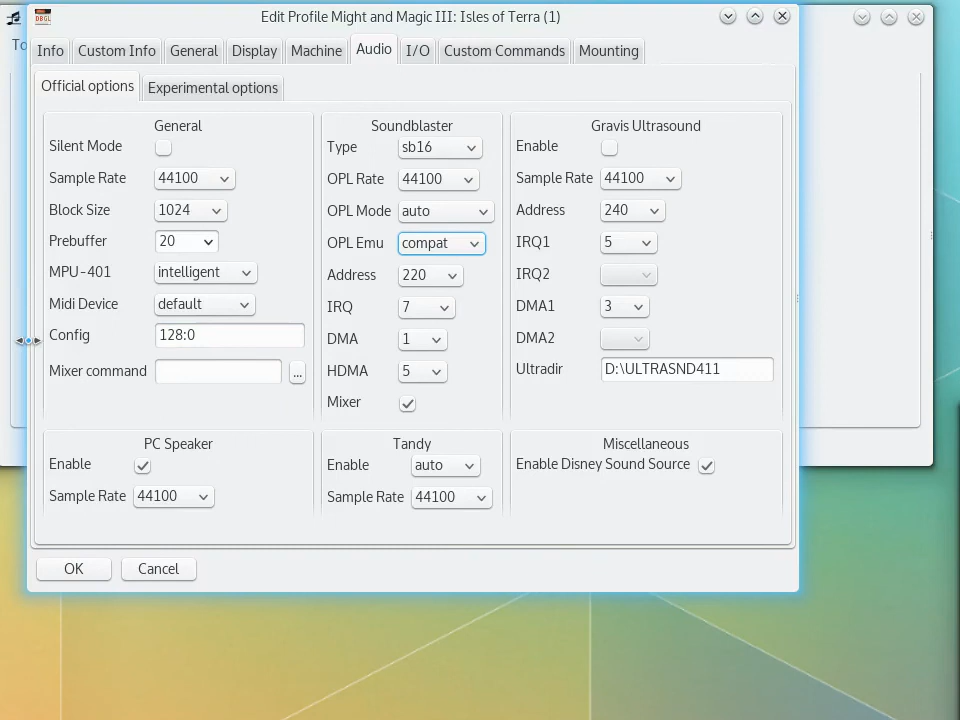 Edit Profile Might and Magic III: Isles of Terra (1)
DBGL
To
Info Custom Info General Display Machine Audio I/O Custom Commands Mounting
Official options Experimental options
General
Silent Mode
Sample Rate 44100
Block Size 1024
Prebuffer 20
MPU-401 intelligent
Midi Device default
Config 128:0
Mixer command ...
Soundblaster
Type sb16
OPL Rate 44100
OPL Mode auto
OPL Emu compat
Address 220
IRQ 7
DMA 1
HDMA 5
Mixer
Gravis Ultrasound
Enable
Sample Rate 44100
Address 240
IRQ1 5
IRQ2
DMA1 3
DMA2
Ultradir D:\ULTRASND411
PC Speaker
Enable
Sample Rate 44100
Tandy
Enable auto
Sample Rate 44100
Miscellaneous
Enable Disney Sound Source
OK Cancel